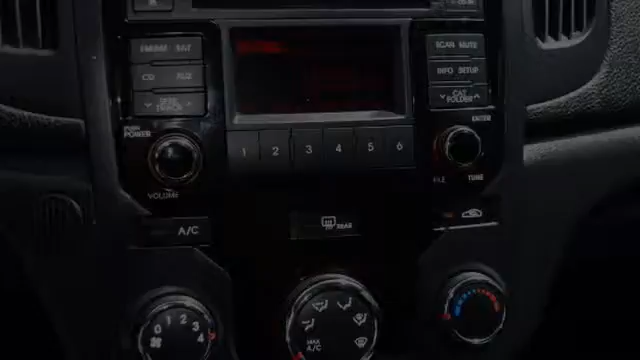 FM/AM SAT
SCAN MUTE
CD AUX
INFO SETUP
SEEK
TRACK
CAT
FOLDER
PUSH
POWER
ENTER
1 2 3 4 5 6
VOLUME
FILE TUNE
A/C
REAR
0 1 2 3 4
MAX
A/C